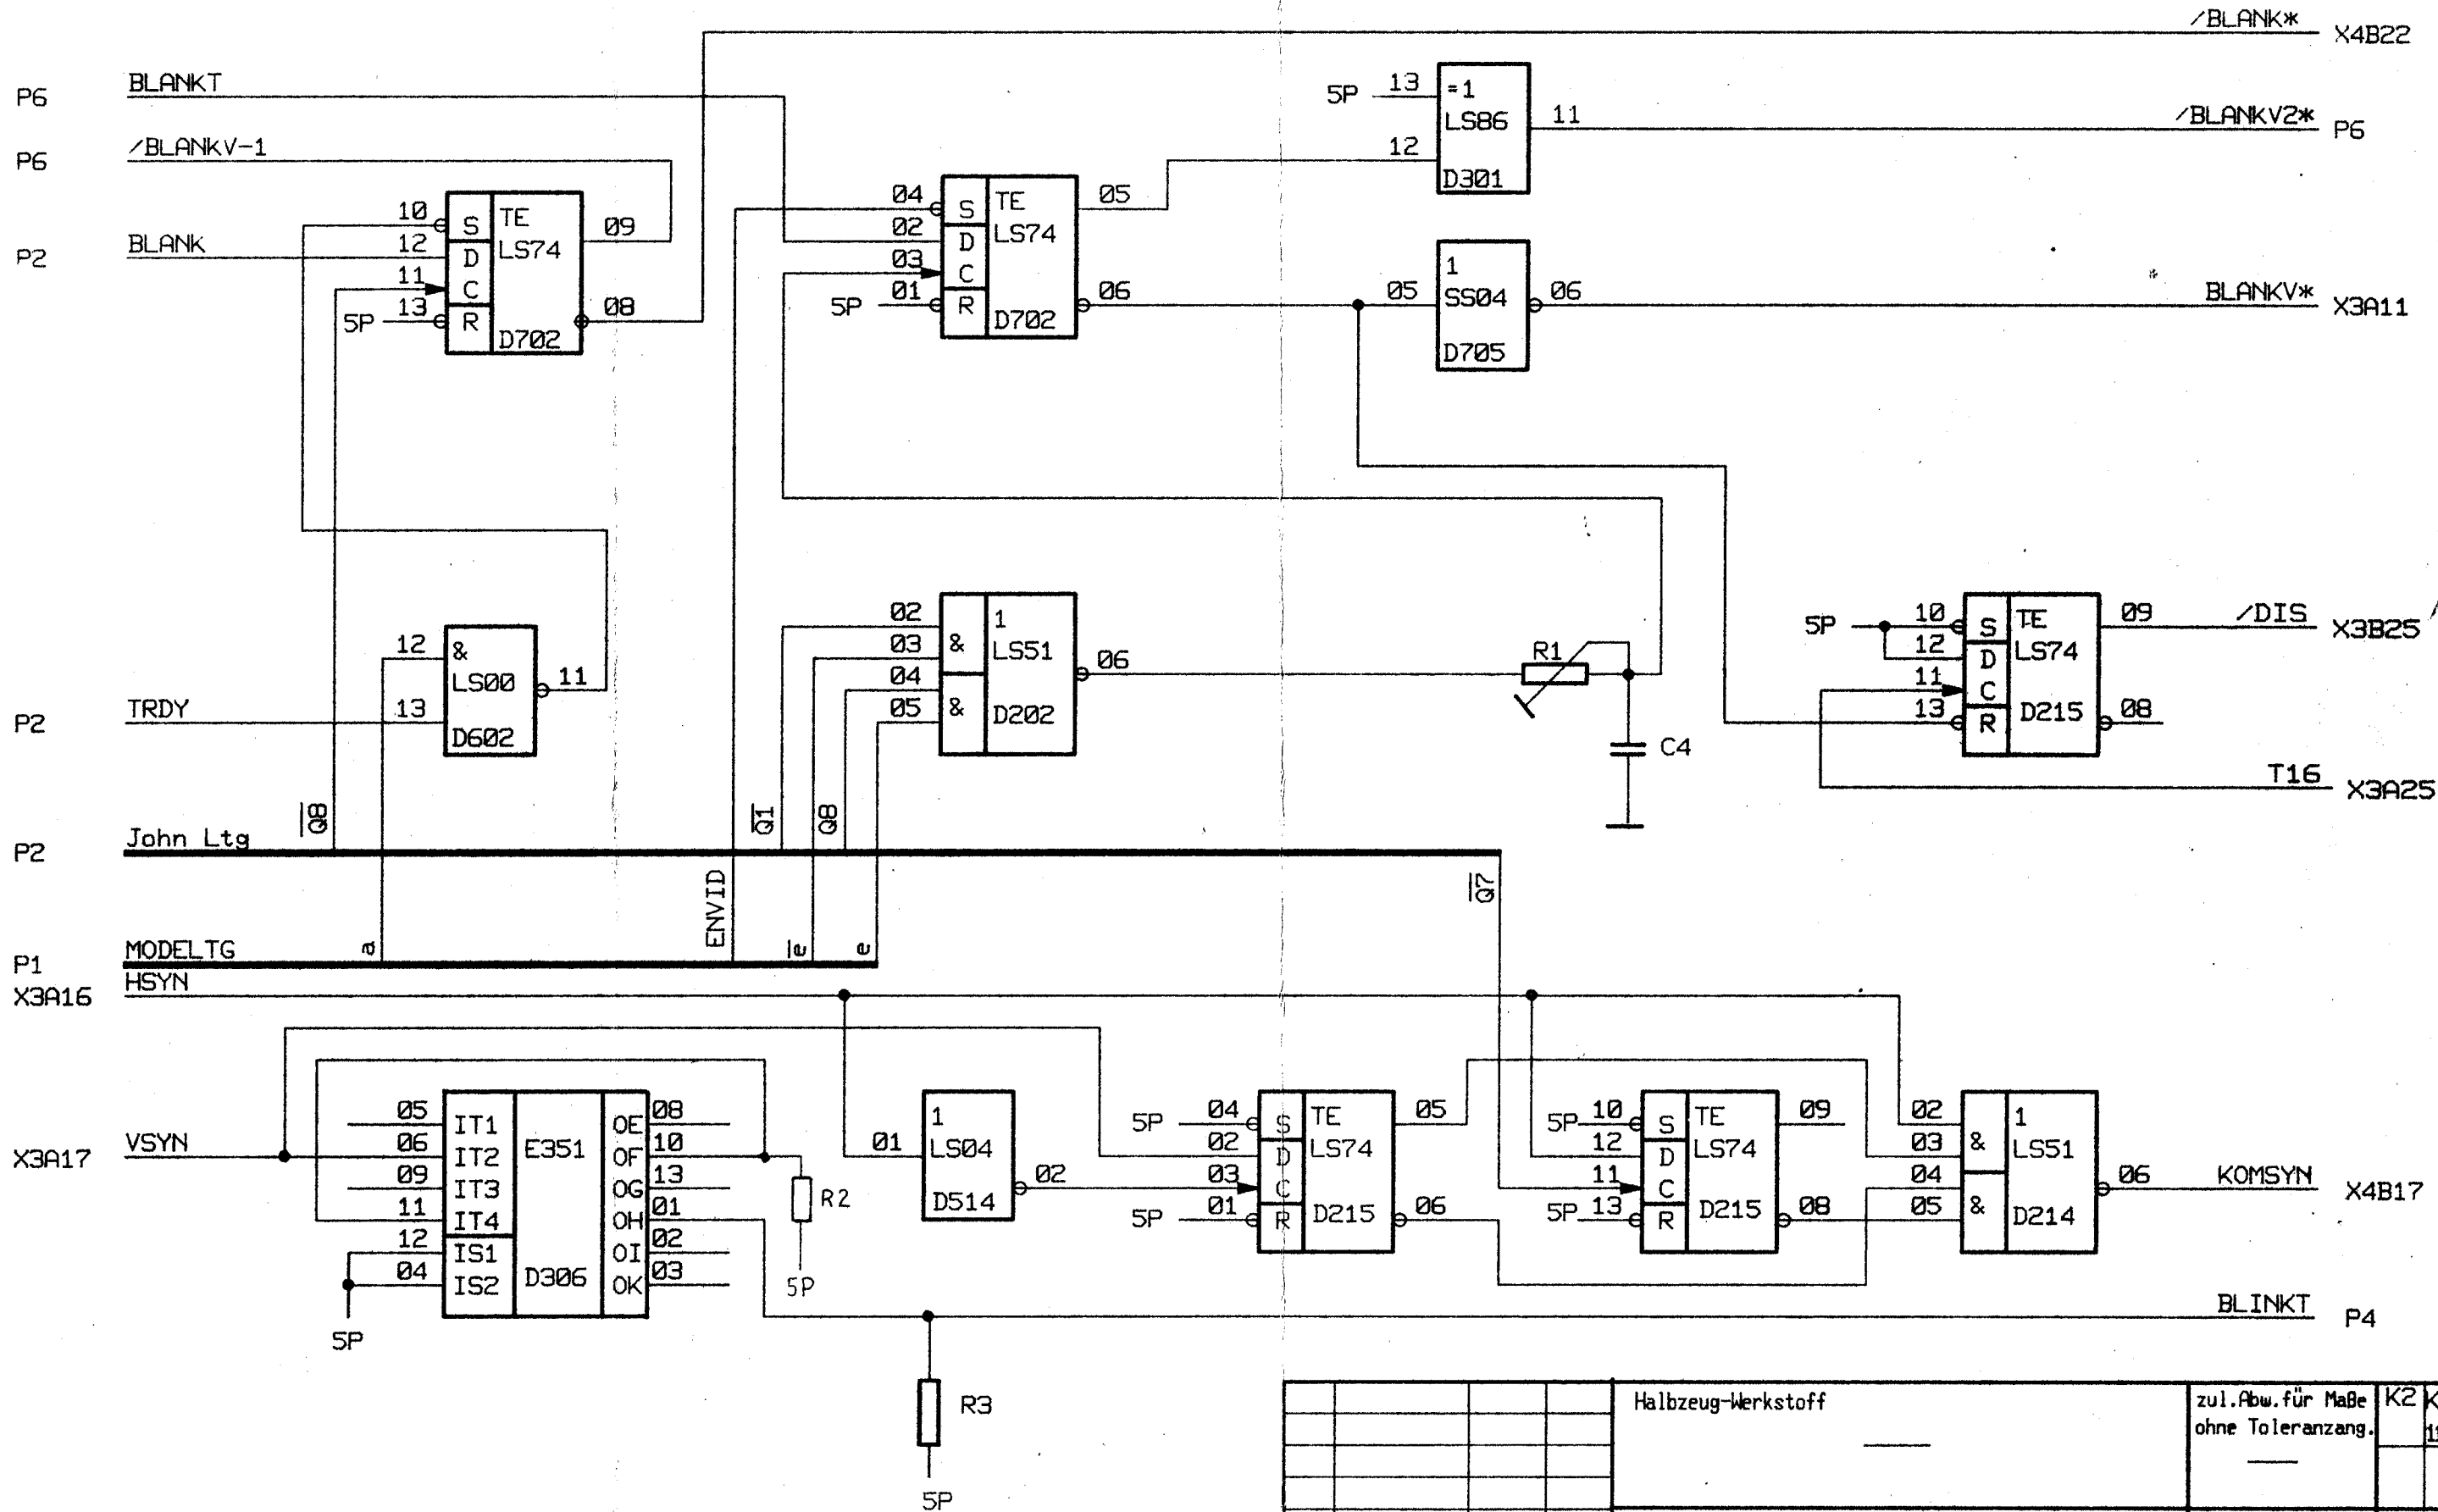 /BLANK* X4B22
P6 BLANKT
5P 13 =1
LS86 11 /BLANKV2* P6
12
D301
P6 /BLANKV-1
10 S TE 09
P2 BLANK 12 D LS74
11 C
5P 13 R 08
D702
04 S TE 05
02 D LS74
03 C
5P 01 R 06
D702
1
05 SS04 06 BLANKV* X3A11
D705
12 &
LS00 11
P2 TRDY 13
D602
02 1
03 & LS51
04 06
05 & D202
R1
C4
5P 10 S TE 09 /DIS X3B25
12 D LS74
11 C
13 R D215 08
T16 X3A25
Q8 Q1 Q8
P2 John Ltg
ENVID Q7
a e e
P1 MODELTG
X3A16 HSYN
05 IT1 OE 08
X3A17 VSYN 06 IT2 E351 OF 10
09 IT3 OG 13
11 IT4 OH 01
12 IS1 OI 02
04 IS2 D306 OK 03
5P
R2
5P
1
01 LS04
02
D514
5P 04 S TE 05
02 D LS74
03 C
5P 01 R D215 06
5P 10 S TE 09
12 D LS74
11 C
5P 13 R D215 08
02 1
03 & LS51
04 06 KOMSYN X4B17
05 & D214
BLINKT P4
R3
5P
Halbzeug-Werkstoff
zul.Abw.für Maße
ohne Toleranzang.
K2